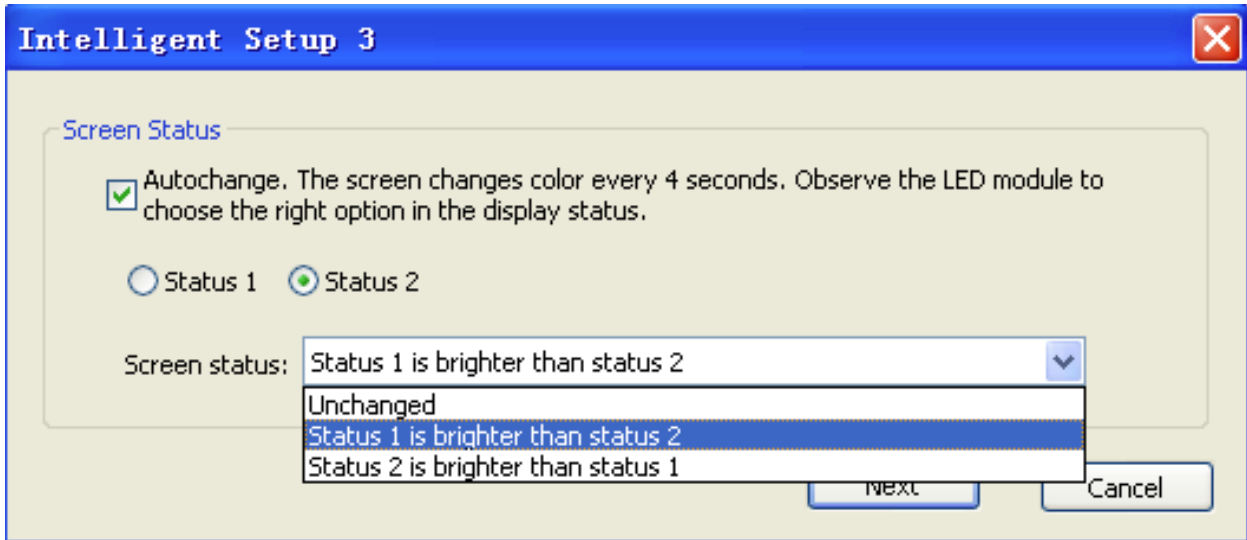 Intelligent Setup 3
Screen Status
Autochange. The screen changes color every 4 seconds. Observe the LED module to
choose the right option in the display status.
Status 1 Status 2
Screen status: Status 1 is brighter than status 2
Unchanged
Status 1 is brighter than status 2
Status 2 is brighter than status 1
Next Cancel